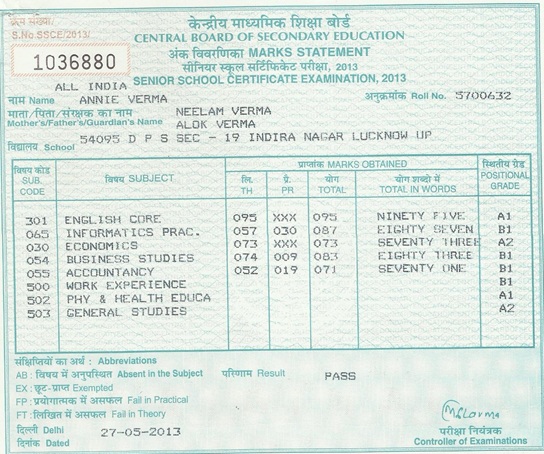 क्रम संख्या/
S.No.SSCE/2013/
1036880
केन्द्रीय माध्यमिक शिक्षा बोर्ड
CENTRAL BOARD OF SECONDARY EDUCATION
अंक विवरणिका MARKS STATEMENT
सीनियर स्कूल सर्टिफिकेट परीक्षा, 2013
SENIOR SCHOOL CERTIFICATE EXAMINATION, 2013
ALL INDIA
नाम Name ANNIE VERMA अनुक्रमांक Roll No. 5700632
माता/पिता/संरक्षक का नाम NEELAM VERMA
Mother's/Father's/Guardian's Name ALOK VERMA
विद्यालय School 54095 D P S SEC - 19 INDIRA NAGAR LUCKNOW UP
विषय कोड SUB. CODE विषय SUBJECT प्राप्तांक MARKS OBTAINED स्थितीय ग्रेड POSITIONAL GRADE
लि. TH प्रै. PR योग TOTAL योग शब्दों में TOTAL IN WORDS
301 ENGLISH CORE 095 XXX 095 NINETY FIVE A1
065 INFORMATICS PRAC. 057 030 087 EIGHTY SEVEN B1
030 ECONOMICS 073 XXX 073 SEVENTY THREE A2
054 BUSINESS STUDIES 074 009 083 EIGHTY THREE B1
055 ACCOUNTANCY 052 019 071 SEVENTY ONE B1
500 WORK EXPERIENCE B1
502 PHY & HEALTH EDUCA A1
503 GENERAL STUDIES A2
संक्षिप्तियों का अर्थ : Abbreviations
AB : विषय में अनुपस्थित Absent in the Subject परिणाम Result PASS
EX : छूट-प्राप्त Exempted
FP : प्रयोगात्मक में असफल Fail in Practical
FT : लिखित में असफल Fail in Theory
दिल्ली Delhi
दिनांक Dated 27-05-2013
परीक्षा नियंत्रक
Controller of Examinations